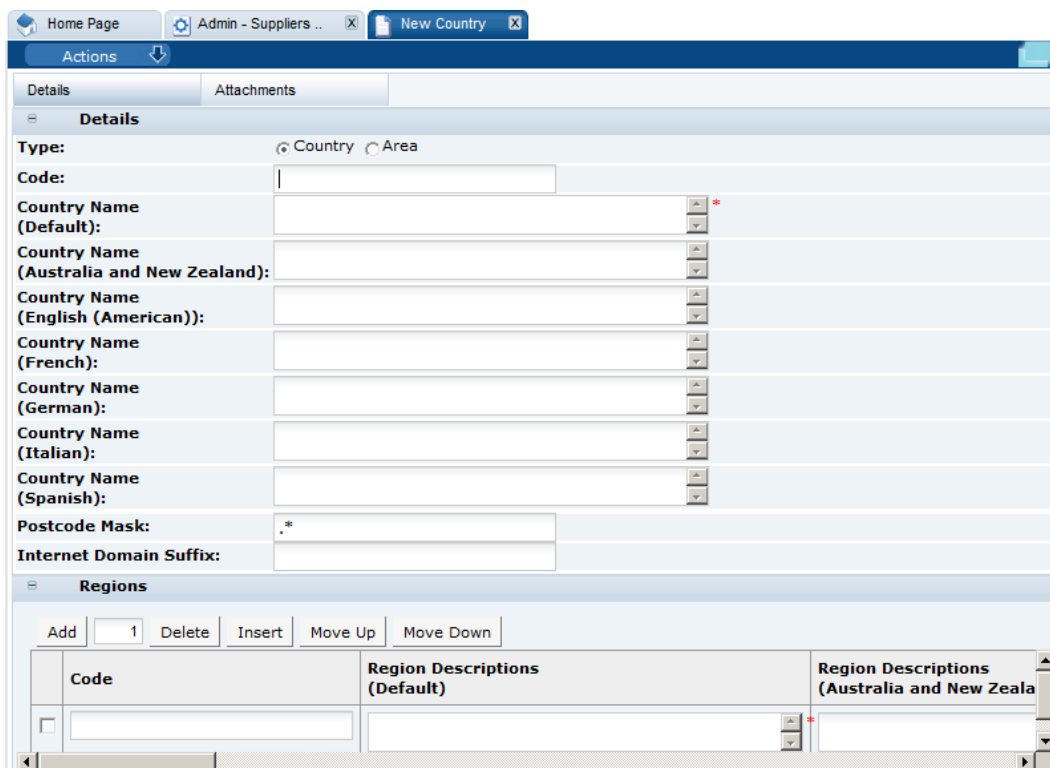 Home Page Admin - Suppliers .. X New Country X
Actions
Details Attachments
Details
Type: Country Area
Code:
Country Name
(Default): *
Country Name
(Australia and New Zealand):
Country Name
(English (American)):
Country Name
(French):
Country Name
(German):
Country Name
(Italian):
Country Name
(Spanish):
Postcode Mask: .*
Internet Domain Suffix:
Regions
Add 1 Delete Insert Move Up Move Down
Code
Region Descriptions
(Default)
Region Descriptions
(Australia and New Zeala
*